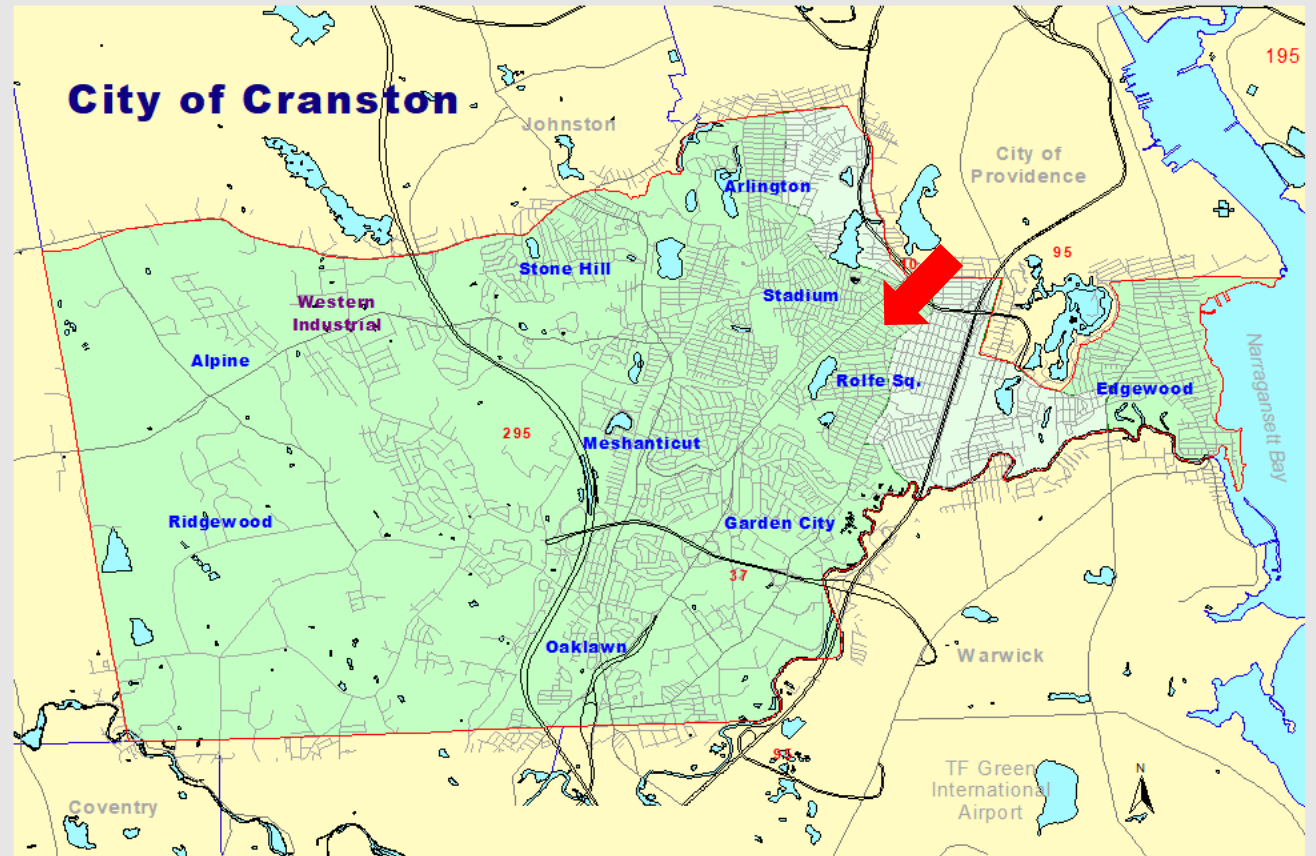 195
City of Cranston
Johnston
City of
Providence
Arlington
95
10
Stone Hill
Stadium
Western
Industrial
Alpine
Rolfe Sq.
Edgewood
Narragansett Bay
295
Meshanticut
Ridgewood
Garden City
37
Oaklawn
Warwick
95
TF Green
International
Airport
N
Coventry